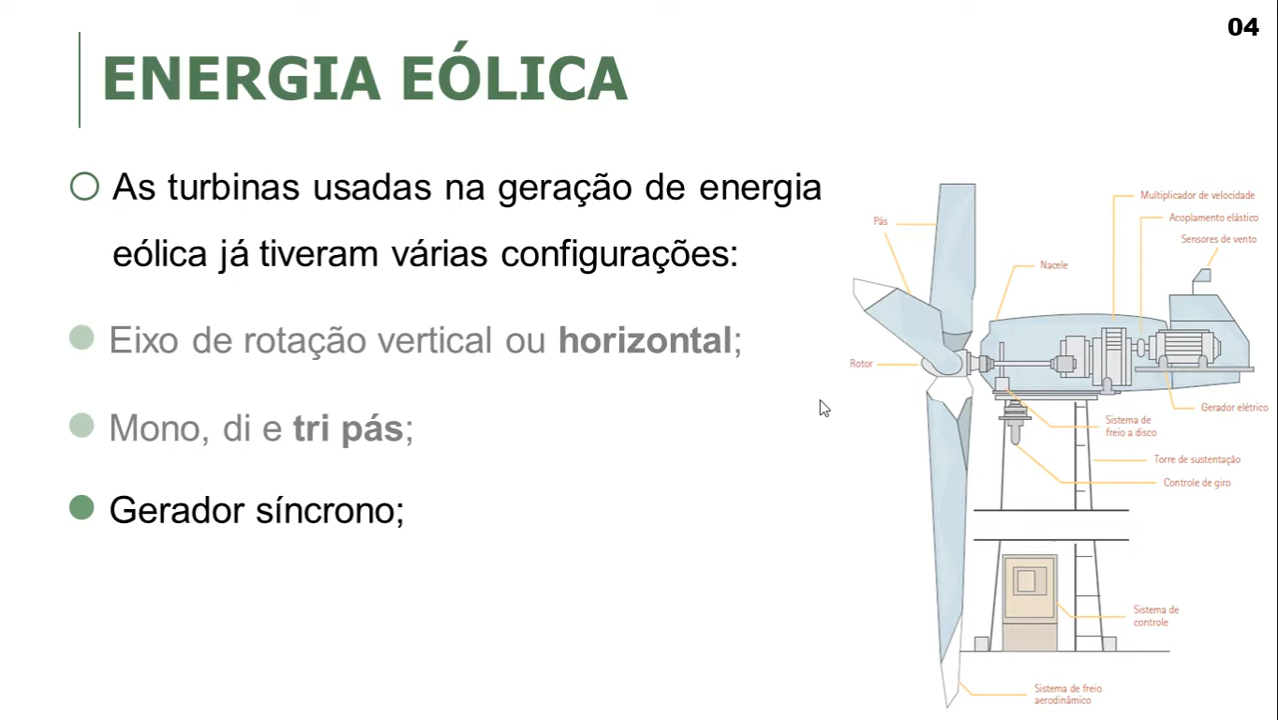 04
ENERGIA EÓLICA
As turbinas usadas na geração de energia
eólica já tiveram várias configurações:
Eixo de rotação vertical ou horizontal;
Mono, di e tri pás;
Gerador síncrono;
Multiplicador de velocidade
Acoplamento elástico
Sensores de vento
Pás
Nacele
Rotor
Gerador elétrico
Sistema de
freio a disco
Torre de sustentação
Controle de giro
Sistema de
controle
Sistema de freio
aerodinâmico